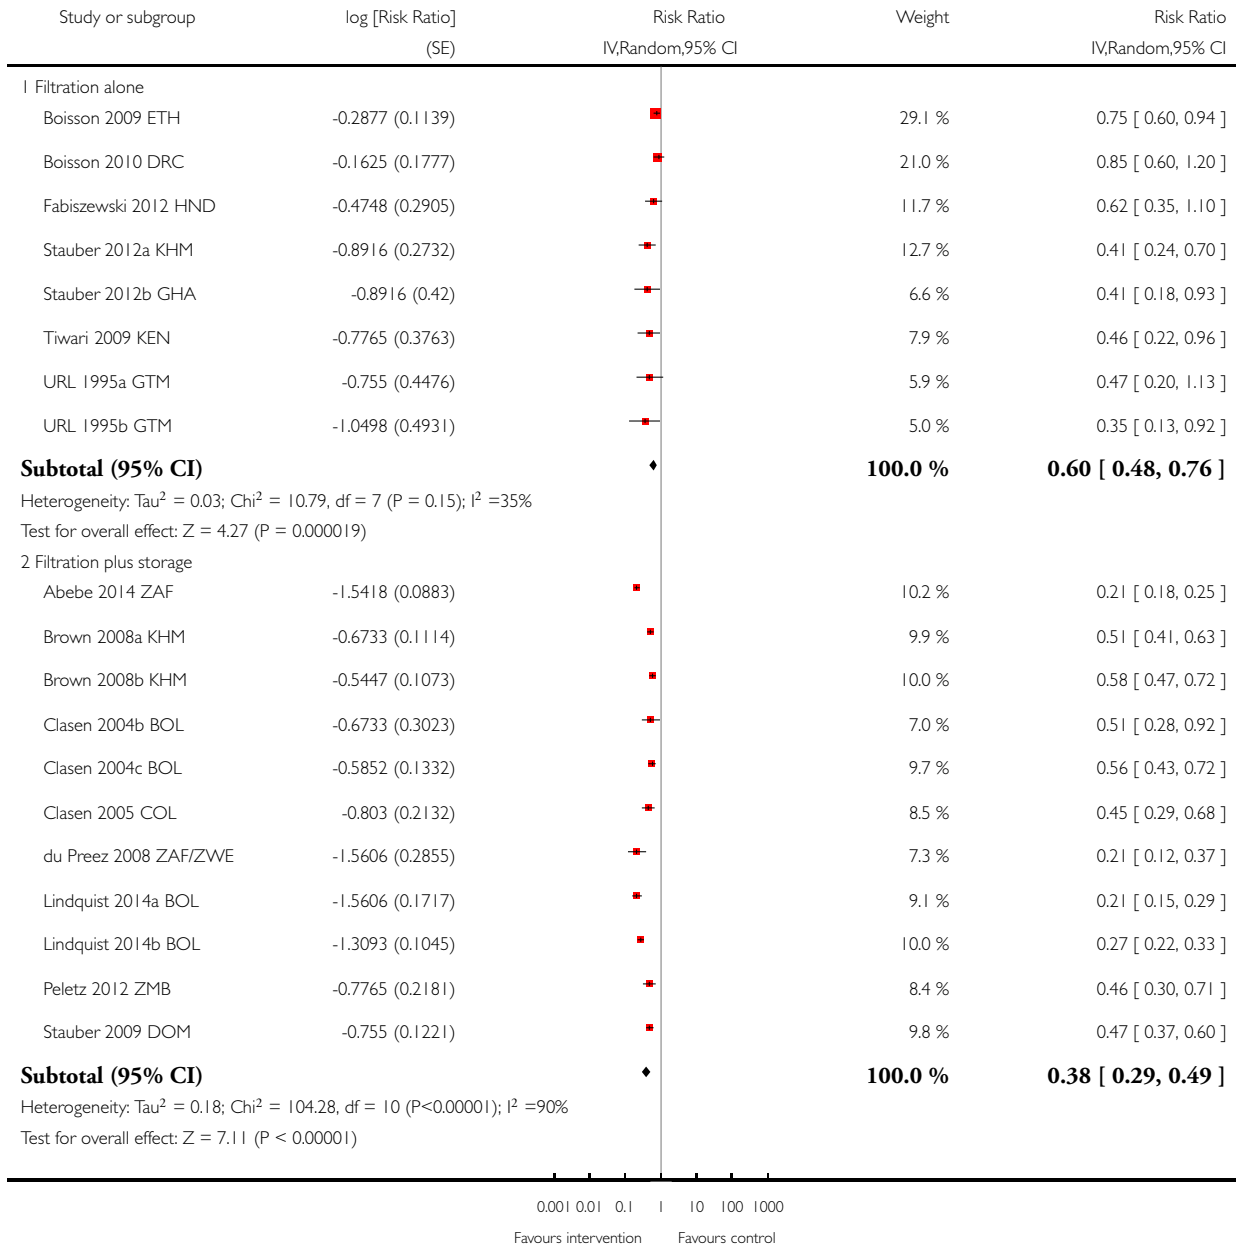 Study or subgroup log [Risk Ratio] Risk Ratio Weight Risk Ratio
(SE) IV,Random,95% CI IV,Random,95% CI
1 Filtration alone
Boisson 2009 ETH -0.2877 (0.1139) 29.1 % 0.75 [ 0.60, 0.94 ]
Boisson 2010 DRC -0.1625 (0.1777) 21.0 % 0.85 [ 0.60, 1.20 ]
Fabiszewski 2012 HND -0.4748 (0.2905) 11.7 % 0.62 [ 0.35, 1.10 ]
Stauber 2012a KHM -0.8916 (0.2732) 12.7 % 0.41 [ 0.24, 0.70 ]
Stauber 2012b GHA -0.8916 (0.42) 6.6 % 0.41 [ 0.18, 0.93 ]
Tiwari 2009 KEN -0.7765 (0.3763) 7.9 % 0.46 [ 0.22, 0.96 ]
URL 1995a GTM -0.755 (0.4476) 5.9 % 0.47 [ 0.20, 1.13 ]
URL 1995b GTM -1.0498 (0.4931) 5.0 % 0.35 [ 0.13, 0.92 ]
Subtotal (95% CI) 100.0 % 0.60 [ 0.48, 0.76 ]
Heterogeneity: Tau² = 0.03; Chi² = 10.79, df = 7 (P = 0.15); I² =35%
Test for overall effect: Z = 4.27 (P = 0.000019)
2 Filtration plus storage
Abebe 2014 ZAF -1.5418 (0.0883) 10.2 % 0.21 [ 0.18, 0.25 ]
Brown 2008a KHM -0.6733 (0.1114) 9.9 % 0.51 [ 0.41, 0.63 ]
Brown 2008b KHM -0.5447 (0.1073) 10.0 % 0.58 [ 0.47, 0.72 ]
Clasen 2004b BOL -0.6733 (0.3023) 7.0 % 0.51 [ 0.28, 0.92 ]
Clasen 2004c BOL -0.5852 (0.1332) 9.7 % 0.56 [ 0.43, 0.72 ]
Clasen 2005 COL -0.803 (0.2132) 8.5 % 0.45 [ 0.29, 0.68 ]
du Preez 2008 ZAF/ZWE -1.5606 (0.2855) 7.3 % 0.21 [ 0.12, 0.37 ]
Lindquist 2014a BOL -1.5606 (0.1717) 9.1 % 0.21 [ 0.15, 0.29 ]
Lindquist 2014b BOL -1.3093 (0.1045) 10.0 % 0.27 [ 0.22, 0.33 ]
Peletz 2012 ZMB -0.7765 (0.2181) 8.4 % 0.46 [ 0.30, 0.71 ]
Stauber 2009 DOM -0.755 (0.1221) 9.8 % 0.47 [ 0.37, 0.60 ]
Subtotal (95% CI) 100.0 % 0.38 [ 0.29, 0.49 ]
Heterogeneity: Tau² = 0.18; Chi² = 104.28, df = 10 (P<0.00001); I² =90%
Test for overall effect: Z = 7.11 (P < 0.00001)
0.001 0.01 0.1 1 10 100 1000
Favours intervention Favours control